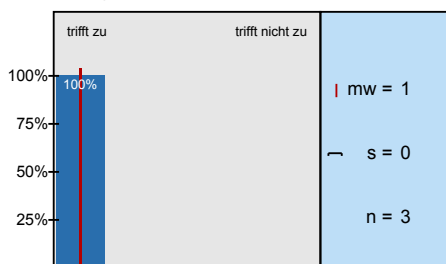 trifft zu trifft nicht zu
100%
100%
mw = 1
75%
50%
s = 0
25%
n = 3